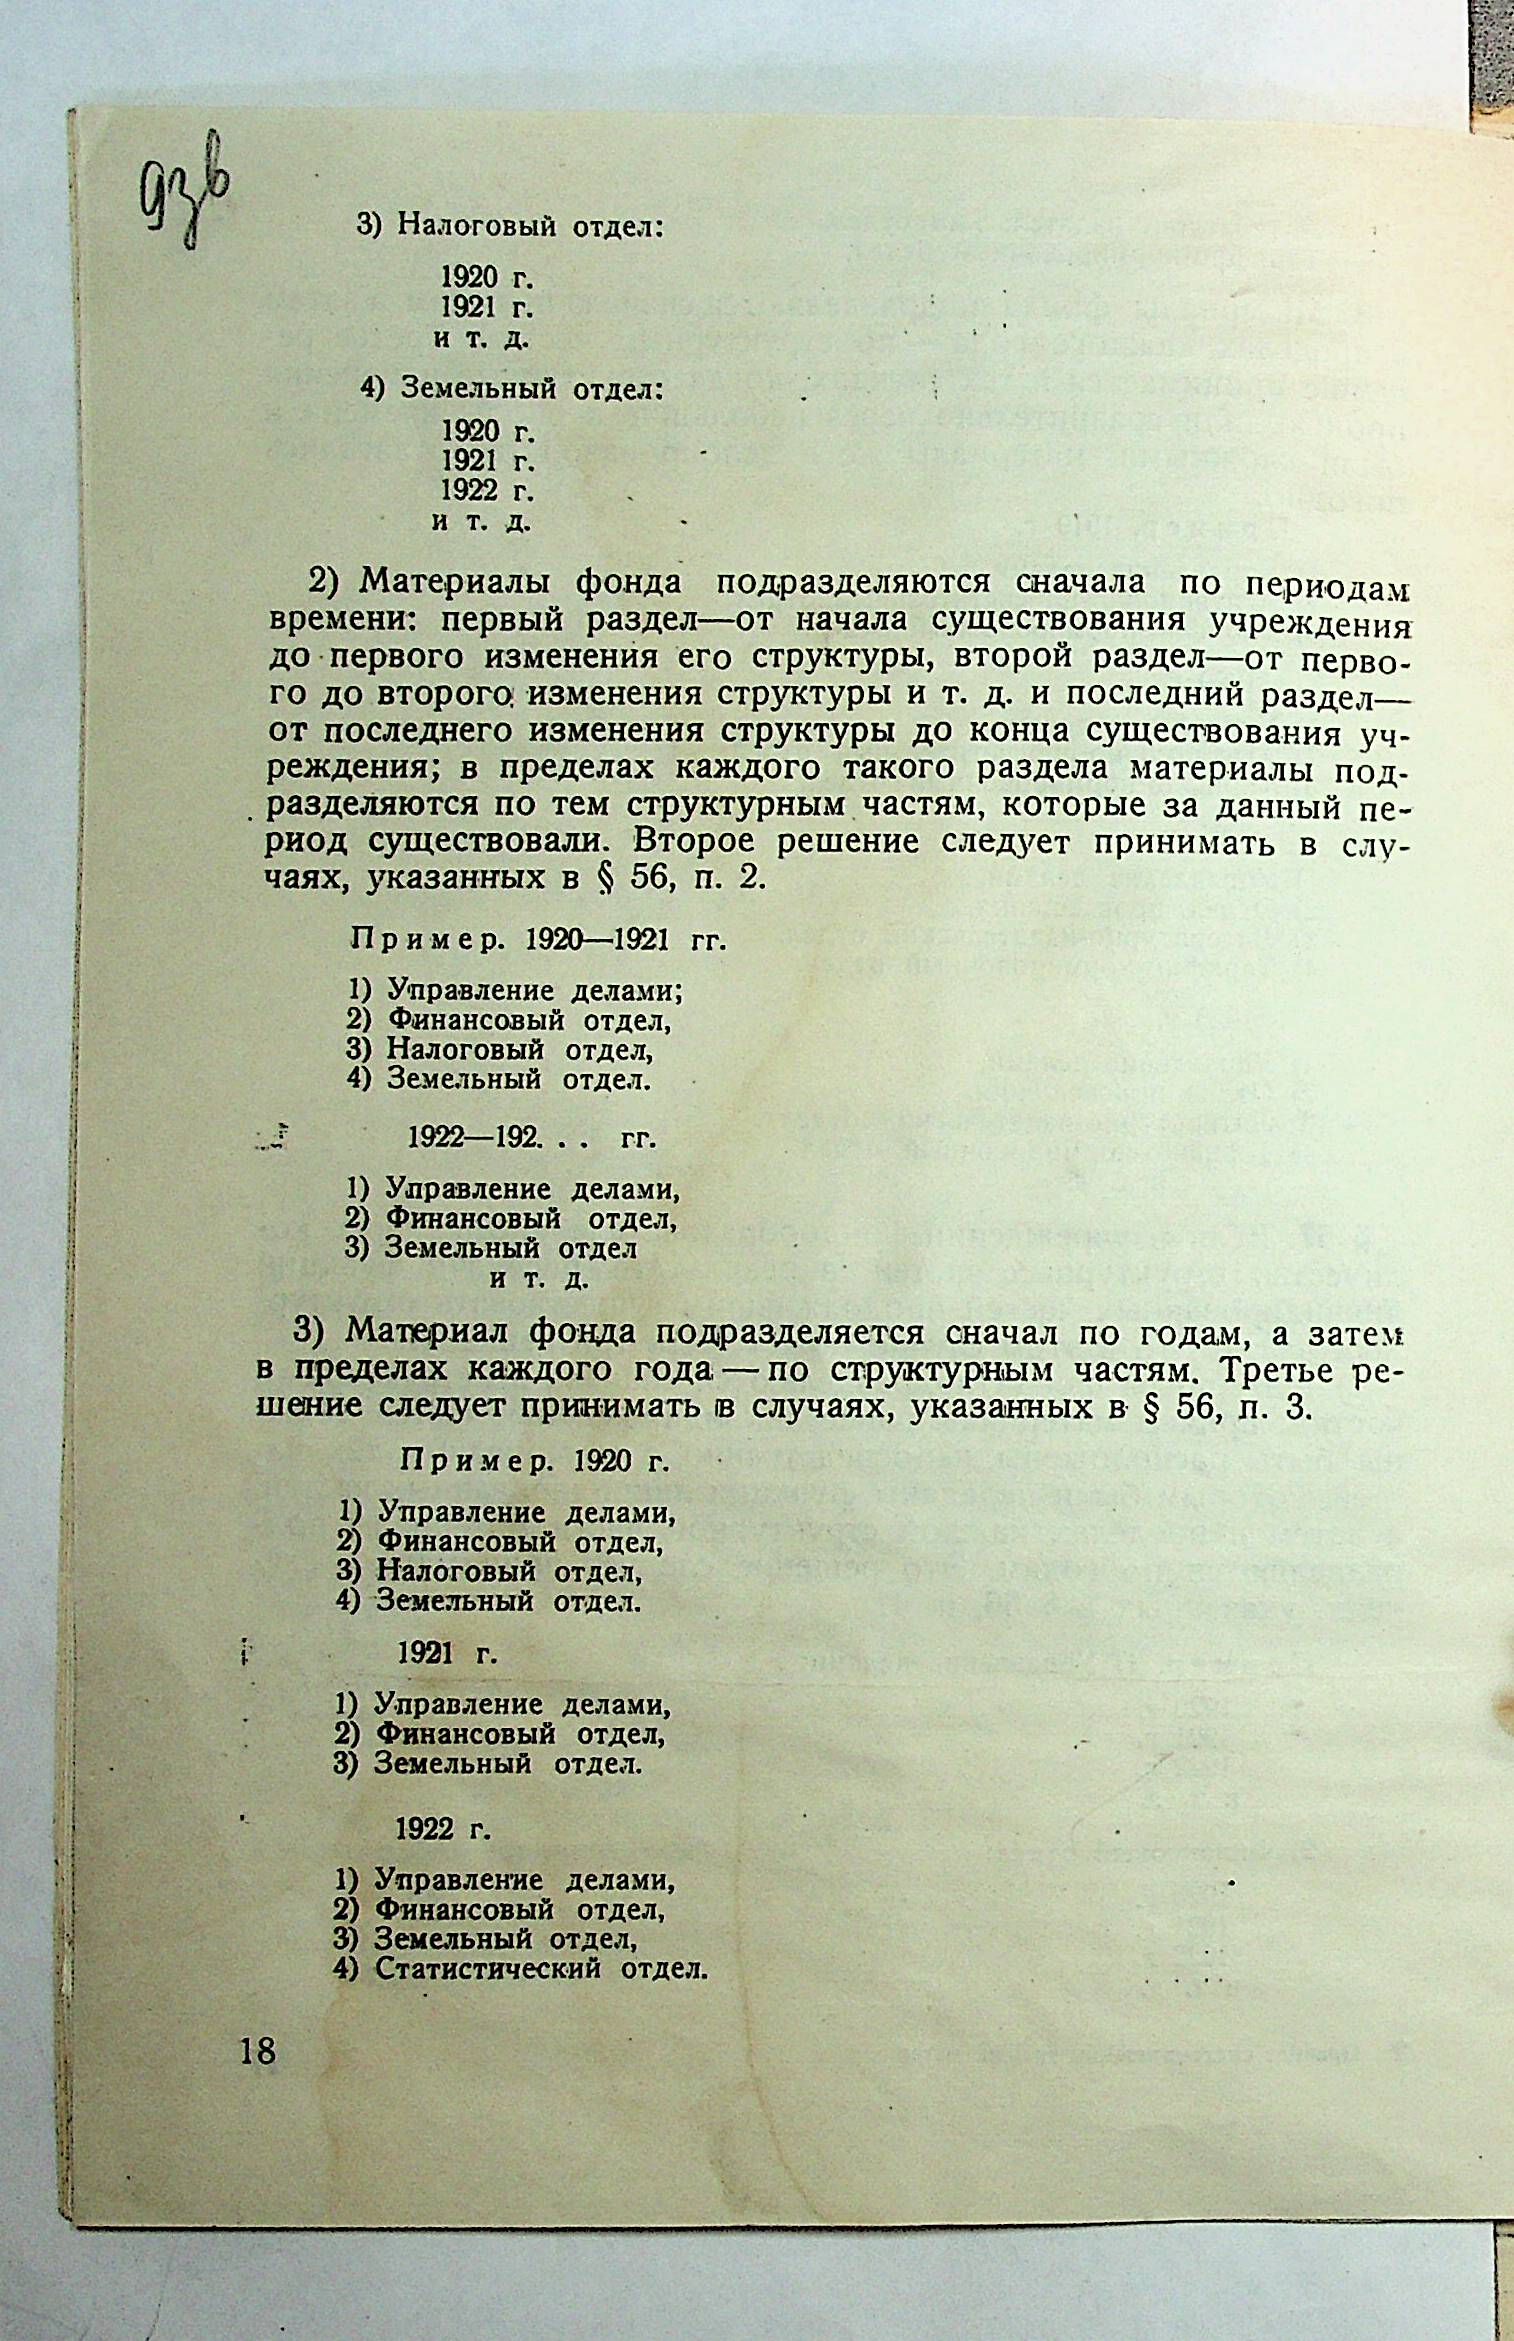 3) Налоговый отдел:
1920 г.
1921 г.
и т. д.
4) Земельный отдел:
1920 г.
1921 г.
1922 г.
и т. д.
2) Материалы фонда подразделяются сначала по периодам
времени: первый раздел—от начала существования учреждения
до первого изменения его структуры, второй раздел—от перво-
го до второго изменения структуры и т. д. и последний раздел—
от последнего изменения структуры до конца существования уч-
реждения; в пределах каждого такого раздела материалы под-
разделяются по тем структурным частям, которые за данный пе-
риод существовали. Второе решение следует принимать в слу-
чаях, указанных в § 56, п. 2.
Пример. 1920—1921 гг.
1) Управление делами;
2) Финансовый отдел,
3) Налоговый отдел,
4) Земельный отдел.
1922—192. . . гг.
1) Управление делами,
2) Финансовый отдел,
3) Земельный отдел
и т. д.
3) Материал фонда подразделяется сначал по годам, а затем
в пределах каждого года — по структурным частям. Третье ре-
шение следует принимать в случаях, указанных в § 56, п. 3.
Пример. 1920 г.
1) Управление делами,
2) Финансовый отдел,
3) Налоговый отдел,
4) Земельный отдел.
1921 г.
1) Управление делами,
2) Финансовый отдел,
3) Земельный отдел.
1922 г.
1) Управление делами,
2) Финансовый отдел,
3) Земельный отдел,
4) Статистический отдел.
18